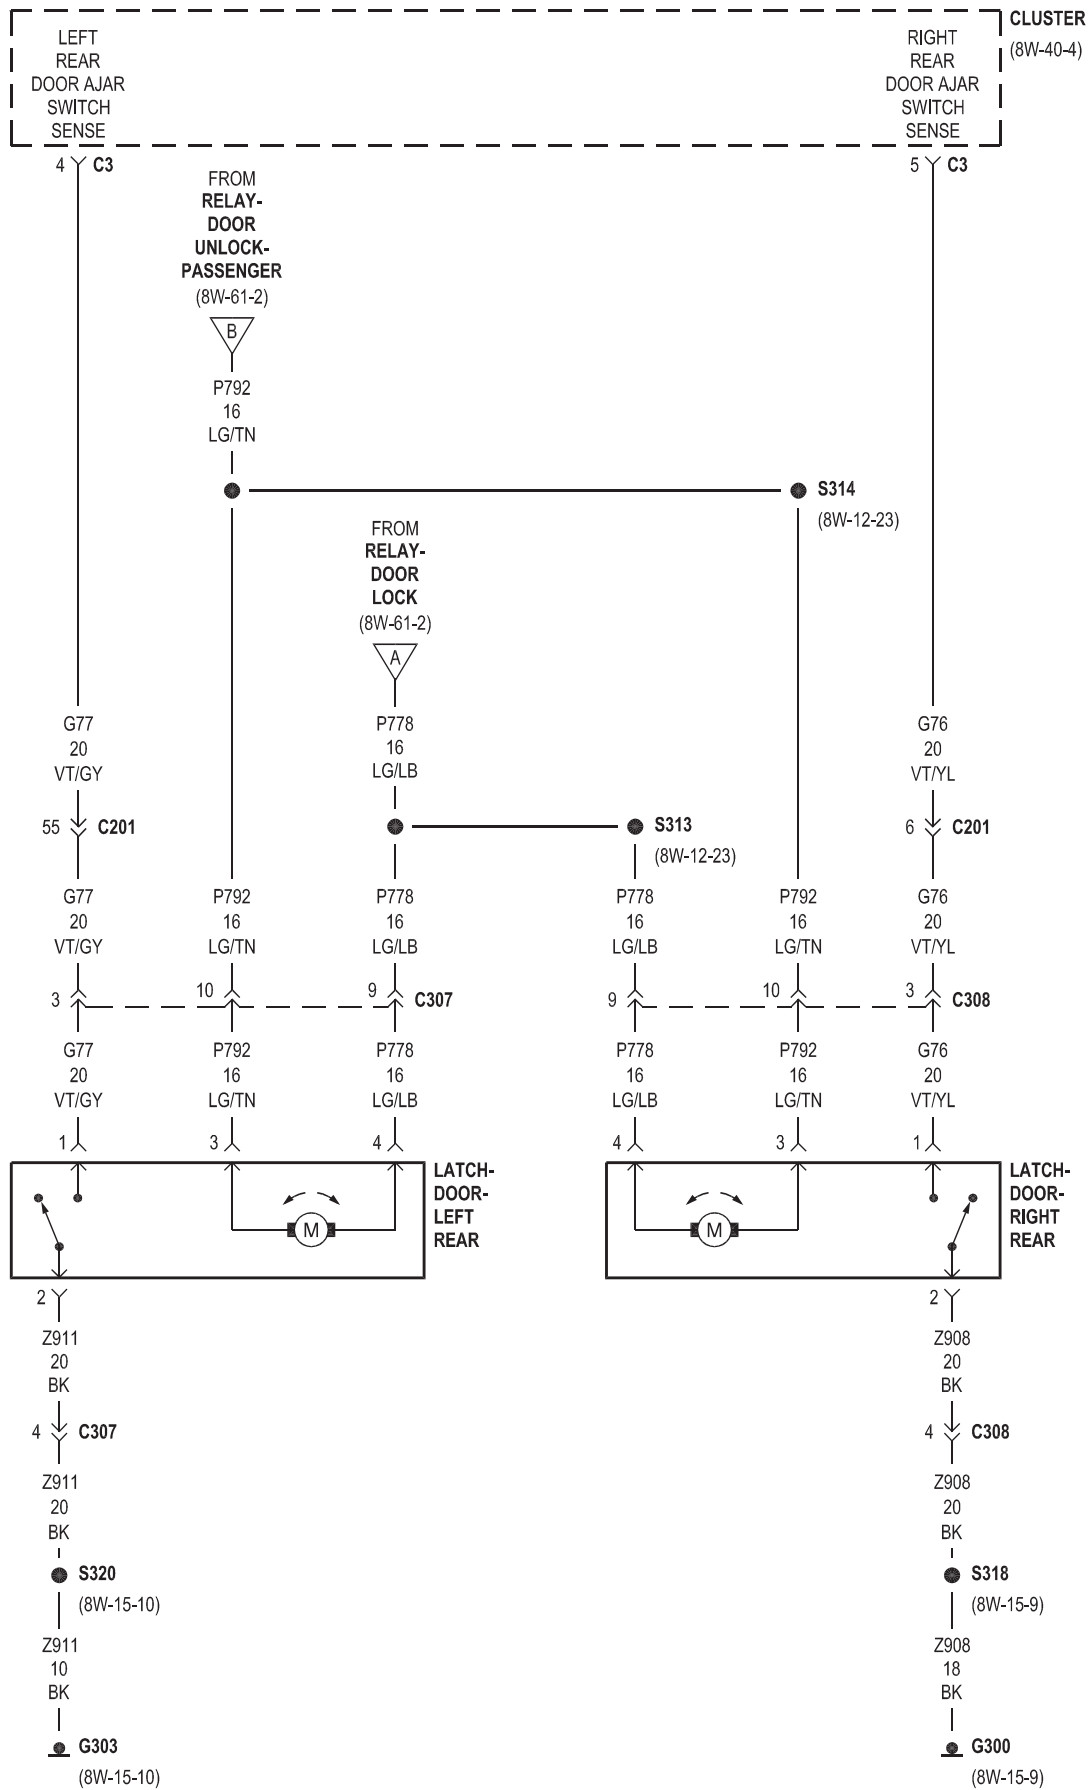 CLUSTER
(8W-40-4)
LEFT
REAR
DOOR AJAR
SWITCH
SENSE
RIGHT
REAR
DOOR AJAR
SWITCH
SENSE
4 C3
5 C3
FROM
RELAY-
DOOR
UNLOCK-
PASSENGER
(8W-61-2)
B
P792
16
LG/TN
S314
(8W-12-23)
FROM
RELAY-
DOOR
LOCK
(8W-61-2)
A
G77
20
VT/GY
P778
16
LG/LB
G76
20
VT/YL
55 C201
S313
(8W-12-23)
6 C201
G77
20
VT/GY
P792
16
LG/TN
P778
16
LG/LB
P778
16
LG/LB
P792
16
LG/TN
G76
20
VT/YL
3 10 9 C307
9 10 3 C308
G77
20
VT/GY
P792
16
LG/TN
P778
16
LG/LB
P778
16
LG/LB
P792
16
LG/TN
G76
20
VT/YL
1 3 4
4 3 1
M
LATCH-
DOOR-
LEFT
REAR
M
LATCH-
DOOR-
RIGHT
REAR
2
2
Z911
20
BK
Z908
20
BK
4 C307
4 C308
Z911
20
BK
Z908
20
BK
S320
(8W-15-10)
S318
(8W-15-9)
Z911
10
BK
Z908
18
BK
G303
(8W-15-10)
G300
(8W-15-9)